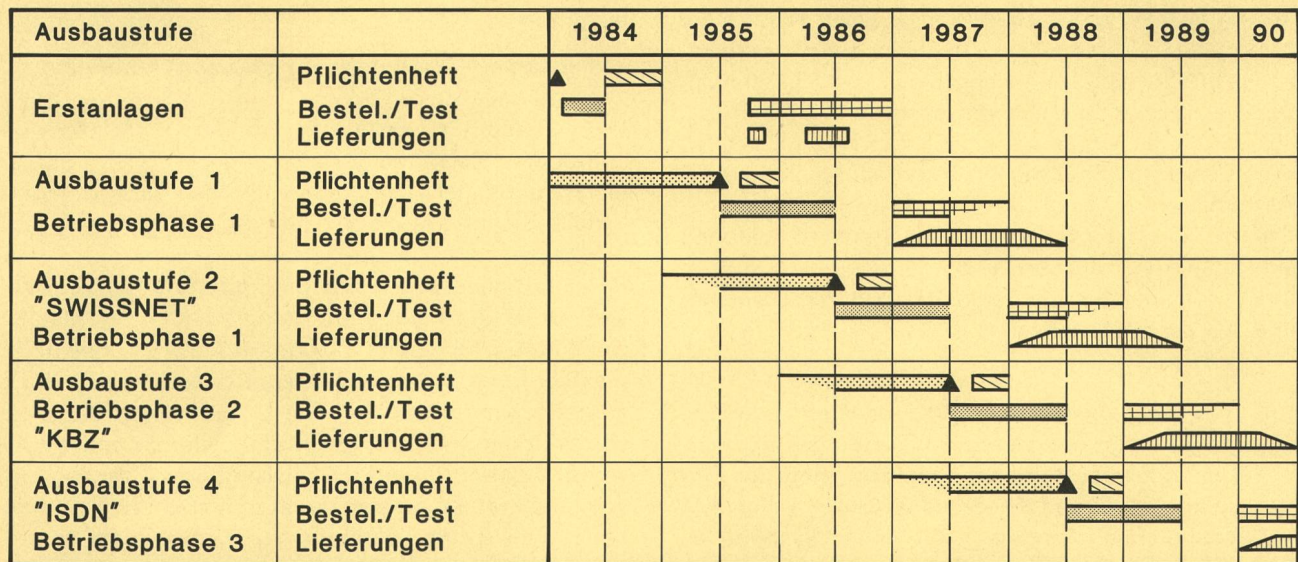 Ausbaustufe 1984 1985 1986 1987 1988 1989 90
Pflichtenheft
Erstanlagen Bestel./Test
Lieferungen
Ausbaustufe 1 Pflichtenheft
Bestel./Test
Betriebsphase 1
Lieferungen
Ausbaustufe 2 Pflichtenheft
"SWISSNET" Bestel./Test
Betriebsphase 1 Lieferungen
Ausbaustufe 3 Pflichtenheft
Betriebsphase 2 Bestel./Test
"KBZ" Lieferungen
Ausbaustufe 4 Pflichtenheft
"ISDN" Bestel./Test
Betriebsphase 3 Lieferungen